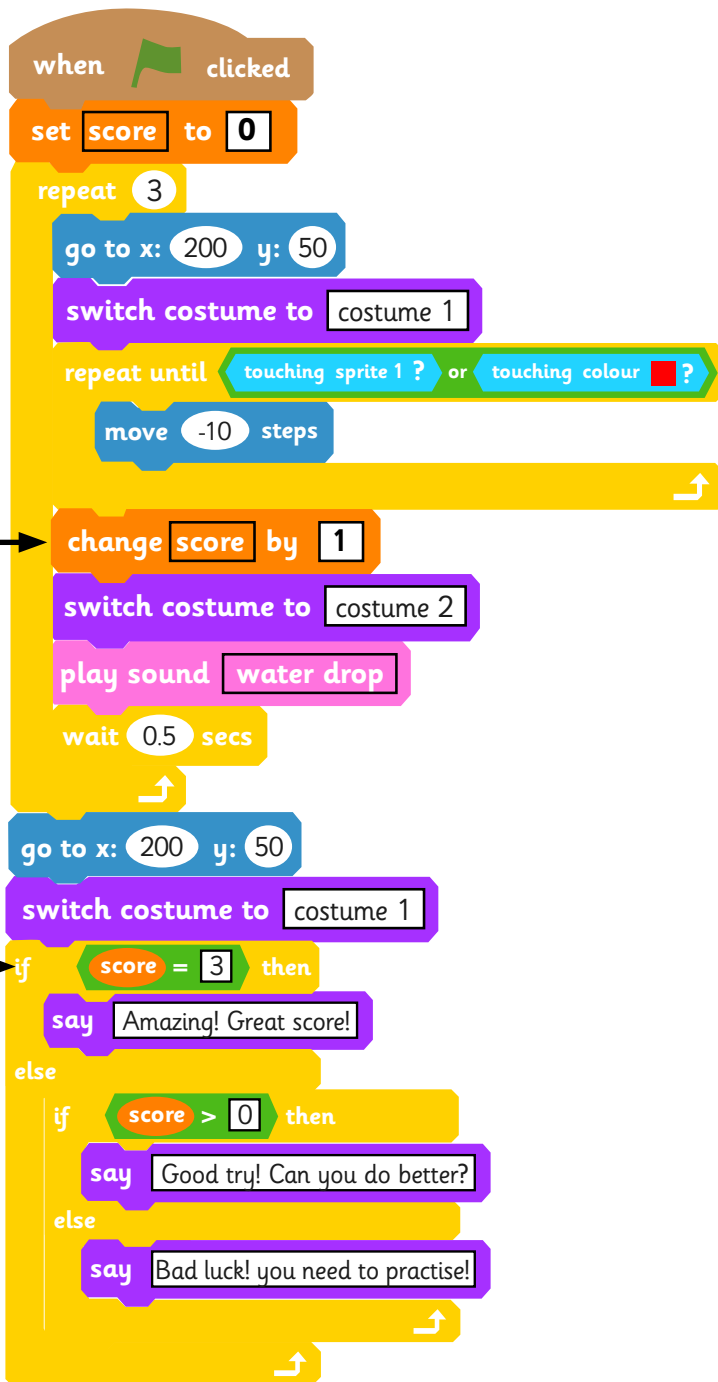 when clicked
set score to 0
repeat 3
go to x: 200 y: 50
switch costume to costume 1
repeat until touching sprite 1 ? or touching colour ?
move -10 steps
change score by 1
switch costume to costume 2
play sound water drop
wait 0.5 secs
go to x: 200 y: 50
switch costume to costume 1
if score = 3 then
say Amazing! Great score!
else
if score > 0 then
say Good try! Can you do better?
else
say Bad luck! you need to practise!